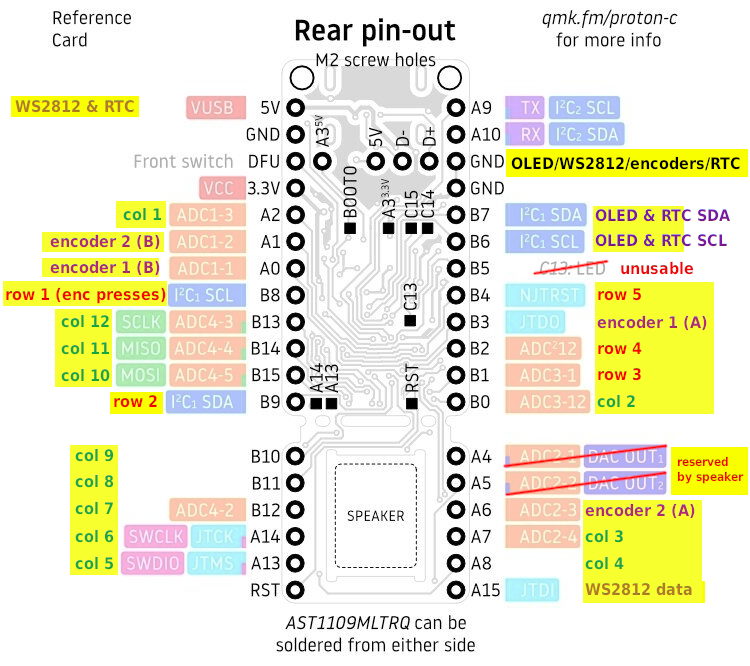 Reference
Card
Rear pin-out
qmk.fm/proton-c
for more info
M2 screw holes
WS2812 & RTC VUSB 5V
GND
Front switch DFU
VCC 3.3V
col 1 ADC1-3 A2
encoder 2 (B) ADC1-2 A1
encoder 1 (B) ADC1-1 A0
row 1 (enc presses) I²C₁ SCL B8
col 12 SCLK ADC4-3 B13
col 11 MISO ADC4-4 B14
col 10 MOSI ADC4-5 B15
row 2 I²C₁ SDA B9
col 9 B10
col 8 B11
col 7 ADC4-2 B12
col 6 SWCLK JTCK A14
col 5 SWDIO JTMS A13
RST
A3 5V
5V
D-
D+
BOOT0
A3 3.3V
C15
C14
C13
A14
A13
RST
SPEAKER
A9 TX I²C₂ SCL
A10 RX I²C₂ SDA
GND OLED/WS2812/encoders/RTC
GND
B7 I²C₁ SDA OLED & RTC SDA
B6 I²C₁ SCL OLED & RTC SCL
B5 C13: LED unusable
B4 NJTRST row 5
B3 JTDO encoder 1 (A)
B2 ADC²12 row 4
B1 ADC3-1 row 3
B0 ADC3-12 col 2
A4 ADC2-1 DAC OUT₁
A5 ADC2-2 DAC OUT₂
reserved
by speaker
A6 ADC2-3 encoder 2 (A)
A7 ADC2-4 col 3
A8 col 4
A15 JTDI WS2812 data
AST1109MLTRQ can be
soldered from either side